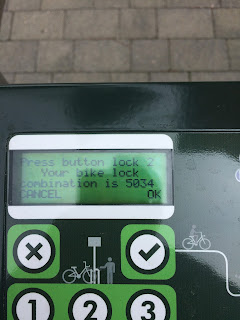 Press button lock 2
Your bike lock
combination is 5034
CANCEL OK
1 2 3